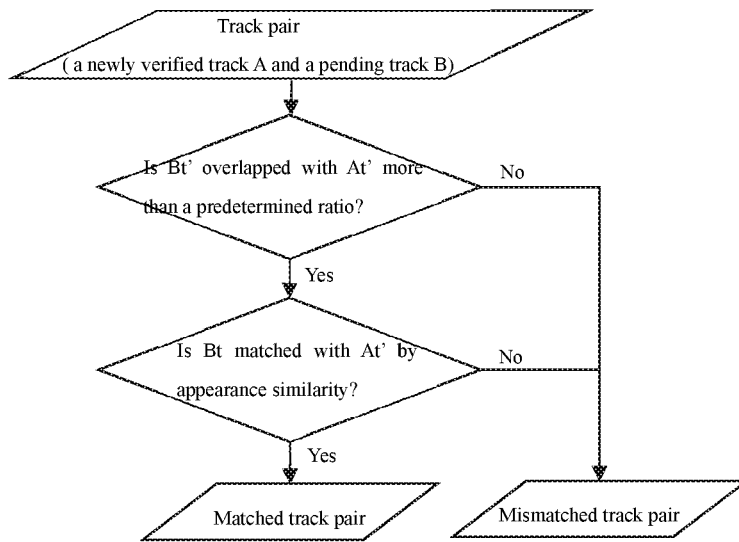 Track pair
( a newly verified track A and a pending track B)
Is Bt’ overlapped with At’ more
than a predetermined ratio?
No
Yes
Is Bt matched with At’ by
appearance similarity?
No
Yes
Matched track pair
Mismatched track pair